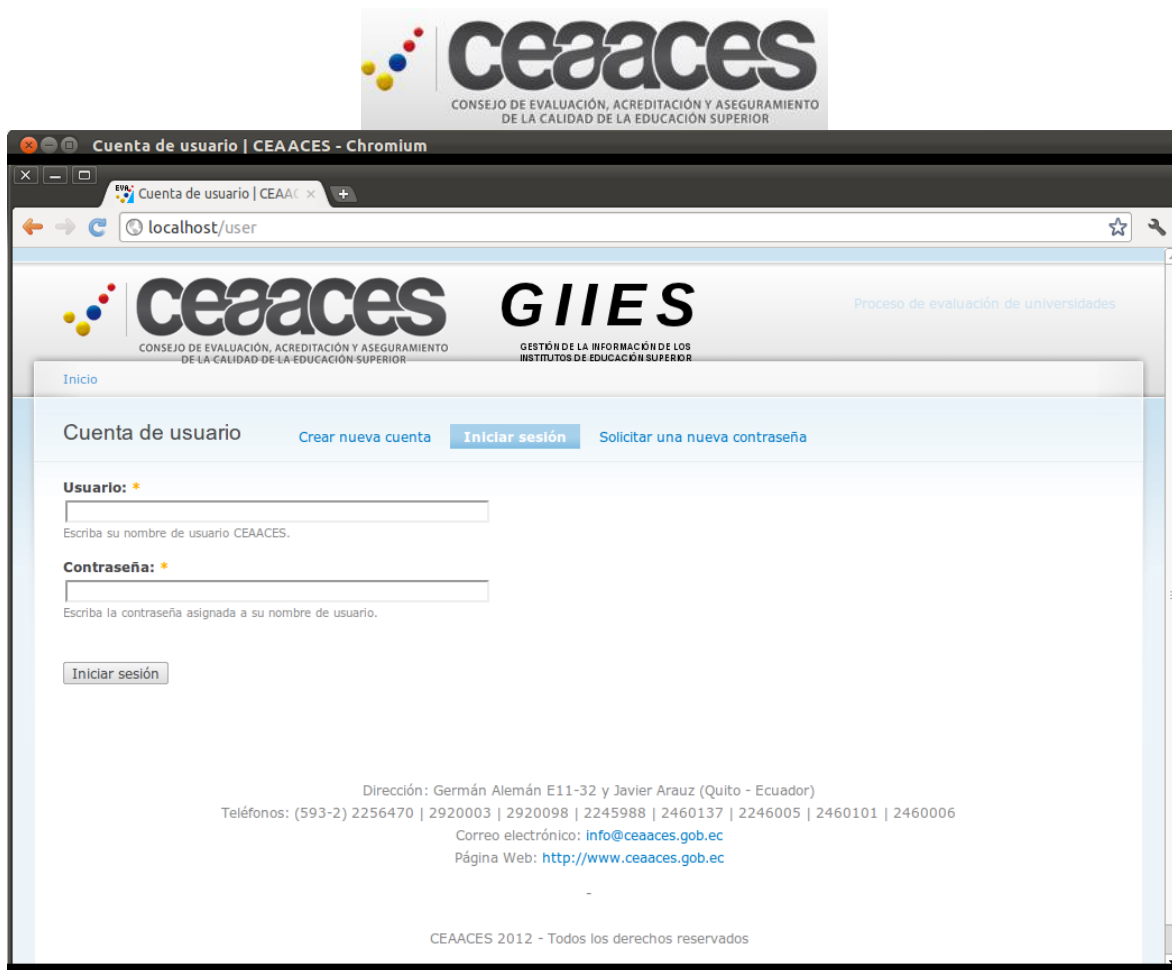 ceaaces
CONSEJO DE EVALUACIÓN, ACREDITACIÓN Y ASEGURAMIENTO
DE LA CALIDAD DE LA EDUCACIÓN SUPERIOR
Cuenta de usuario | CEAACES - Chromium
Cuenta de usuario | CEAAC
localhost/user
ceaaces
CONSEJO DE EVALUACIÓN, ACREDITACIÓN Y ASEGURAMIENTO
DE LA CALIDAD DE LA EDUCACIÓN SUPERIOR
GIIES
GESTIÓN DE LA INFORMACIÓN DE LOS
INSTITUTOS DE EDUCACIÓN SUPERIOR
Proceso de evaluación de universidades
Inicio
Cuenta de usuario Crear nueva cuenta Iniciar sesión Solicitar una nueva contraseña
Usuario: *
Escriba su nombre de usuario CEAACES.
Contraseña: *
Escriba la contraseña asignada a su nombre de usuario.
Iniciar sesión
Dirección: Germán Alemán E11-32 y Javier Arauz (Quito - Ecuador)
Teléfonos: (593-2) 2256470 | 2920003 | 2920098 | 2245988 | 2460137 | 2246005 | 2460101 | 2460006
Correo electrónico: info@ceaaces.gob.ec
Página Web: http://www.ceaaces.gob.ec
-
CEAACES 2012 - Todos los derechos reservados